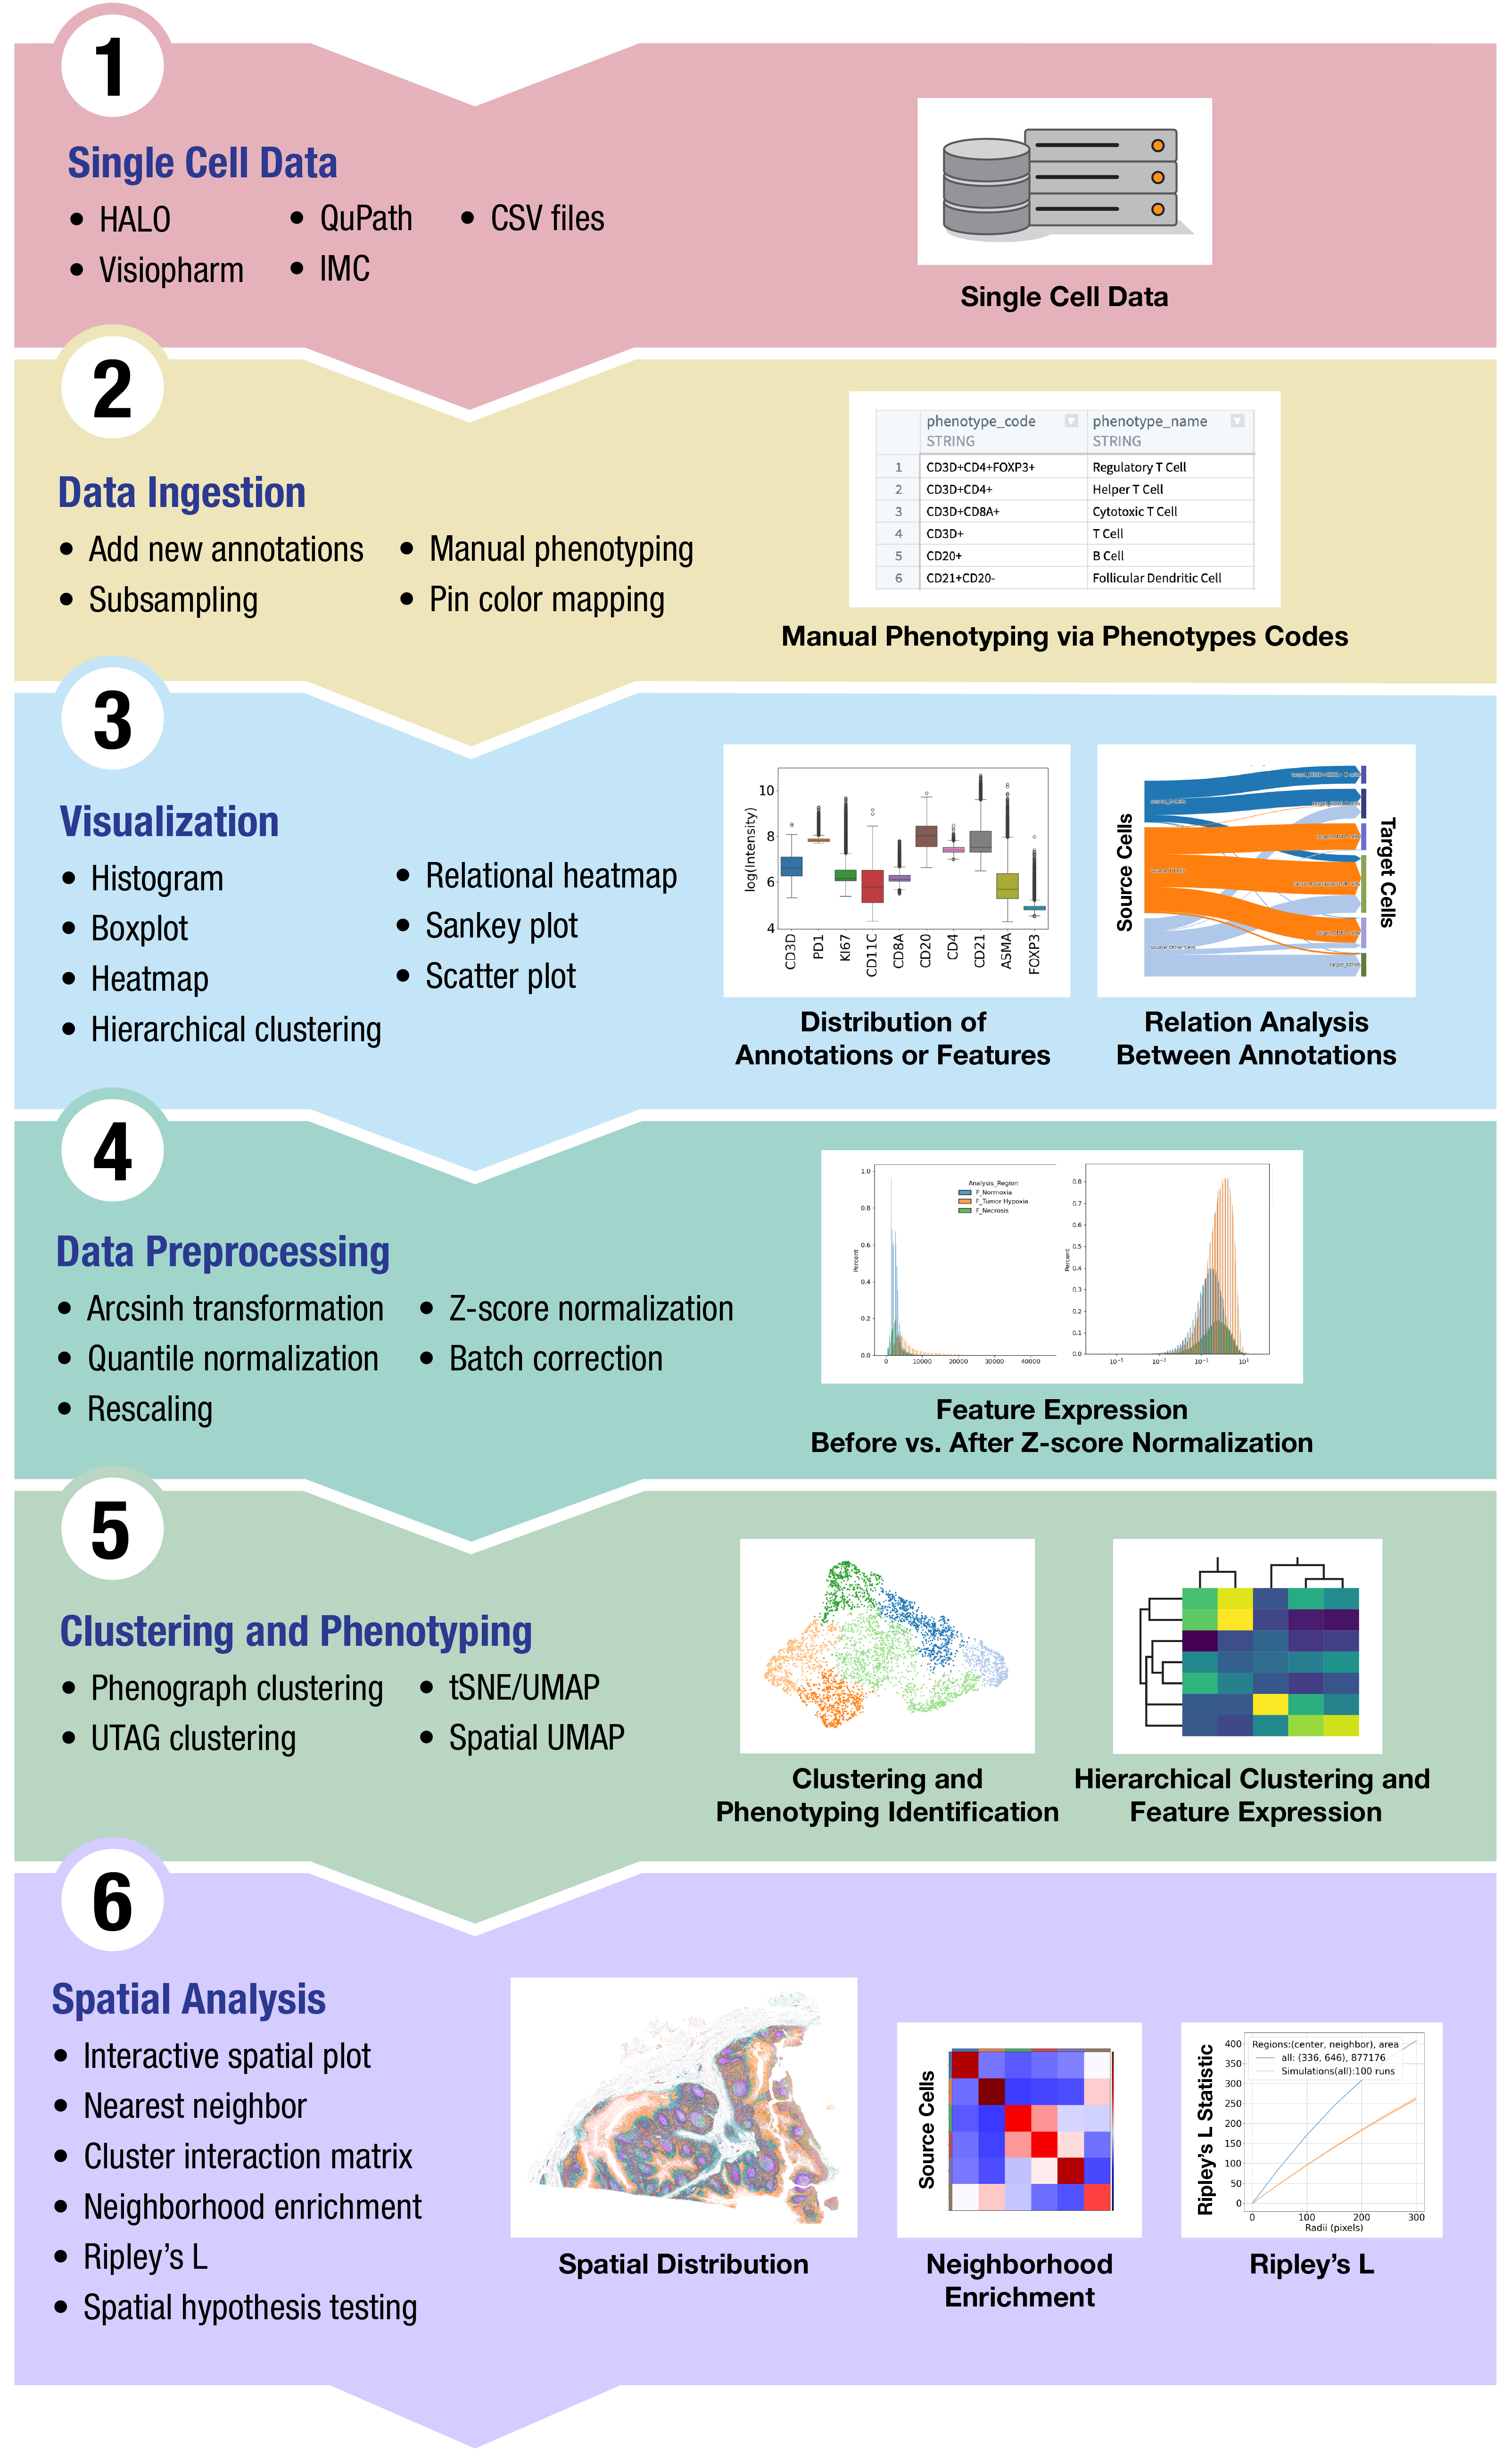 1
Single Cell Data
• HALO
• Visiopharm
• QuPath
• IMC
• CSV files
Single Cell Data
2
Data Ingestion
• Add new annotations
• Subsampling
• Manual phenotyping
• Pin color mapping
phenotype_code phenotype_name
STRING STRING
1 CD3D+CD4+FOXP3+ Regulatory T Cell
2 CD3D+CD4+ Helper T Cell
3 CD3D+CD8A+ Cytotoxic T Cell
4 CD3D+ T Cell
5 CD20+ B Cell
6 CD21+CD20- Follicular Dendritic Cell
Manual Phenotyping via Phenotypes Codes
3
Visualization
• Histogram
• Boxplot
• Heatmap
• Hierarchical clustering
• Relational heatmap
• Sankey plot
• Scatter plot
log(Intensity)
10
8
6
4
CD3D PD1 KI67 CD11C CD8A CD20 CD4 CD21 ASMA FOXP3
Distribution of
Annotations or Features
Source Cells
source_Other Cells
target_Other
Target Cells
Relation Analysis
Between Annotations
4
Data Preprocessing
• Arcsinh transformation
• Quantile normalization
• Rescaling
• Z-score normalization
• Batch correction
Percent
1.0
0.8
0.6
0.4
0.2
0.0
0 10000 20000 30000 40000
Analysis_Region
F_Normoxia
F_Tumor Hypoxia
F_Necrosis
Percent
0.8
0.7
0.6
0.5
0.4
0.3
0.2
0.1
0.0
10⁻⁵ 10⁻³ 10⁻¹ 10¹
Feature Expression
Before vs. After Z-score Normalization
5
Clustering and Phenotyping
• Phenograph clustering
• UTAG clustering
• tSNE/UMAP
• Spatial UMAP
Clustering and
Phenotyping Identification
Hierarchical Clustering and
Feature Expression
6
Spatial Analysis
• Interactive spatial plot
• Nearest neighbor
• Cluster interaction matrix
• Neighborhood enrichment
• Ripley's L
• Spatial hypothesis testing
Spatial Distribution
Source Cells
Neighborhood
Enrichment
Ripley's L Statistic
400
350
300
250
200
150
100
50
0
Regions:(center, neighbor), area
all: (336, 646), 877176
Simulations(all):100 runs
0 100 200 300
Radii (pixels)
Ripley's L